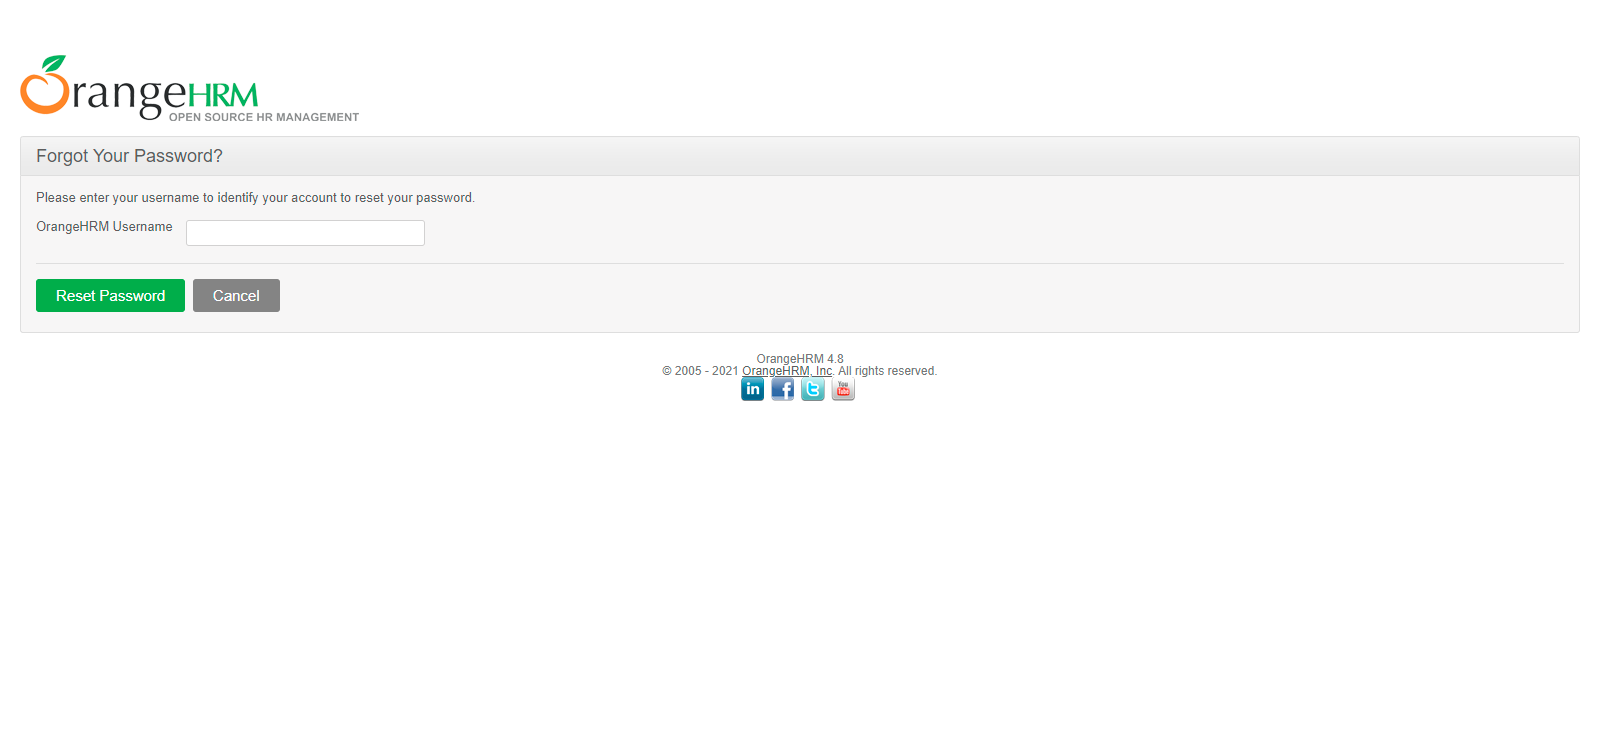 OrangeHRM
OPEN SOURCE HR MANAGEMENT
Forgot Your Password?
Please enter your username to identify your account to reset your password.
OrangeHRM Username
Reset Password Cancel
OrangeHRM 4.8
© 2005 - 2021 OrangeHRM, Inc. All rights reserved.
in f t You Tube